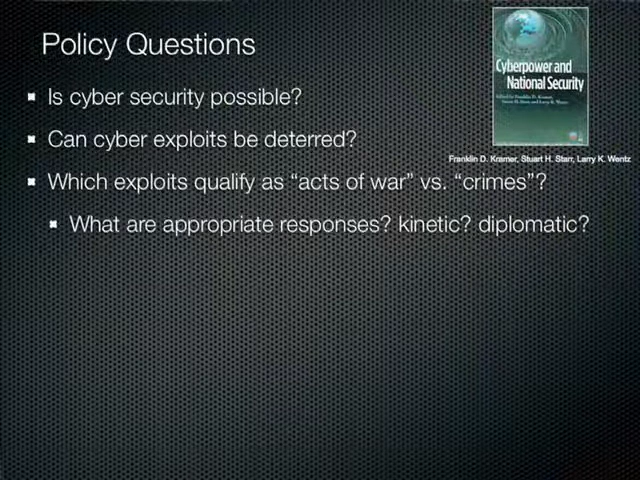 Policy Questions
Cyberpower and
National Security
Franklin D. Kramer, Stuart H. Starr, Larry K. Wentz
Is cyber security possible?
Can cyber exploits be deterred?
Which exploits qualify as “acts of war” vs. “crimes”?
What are appropriate responses? kinetic? diplomatic?